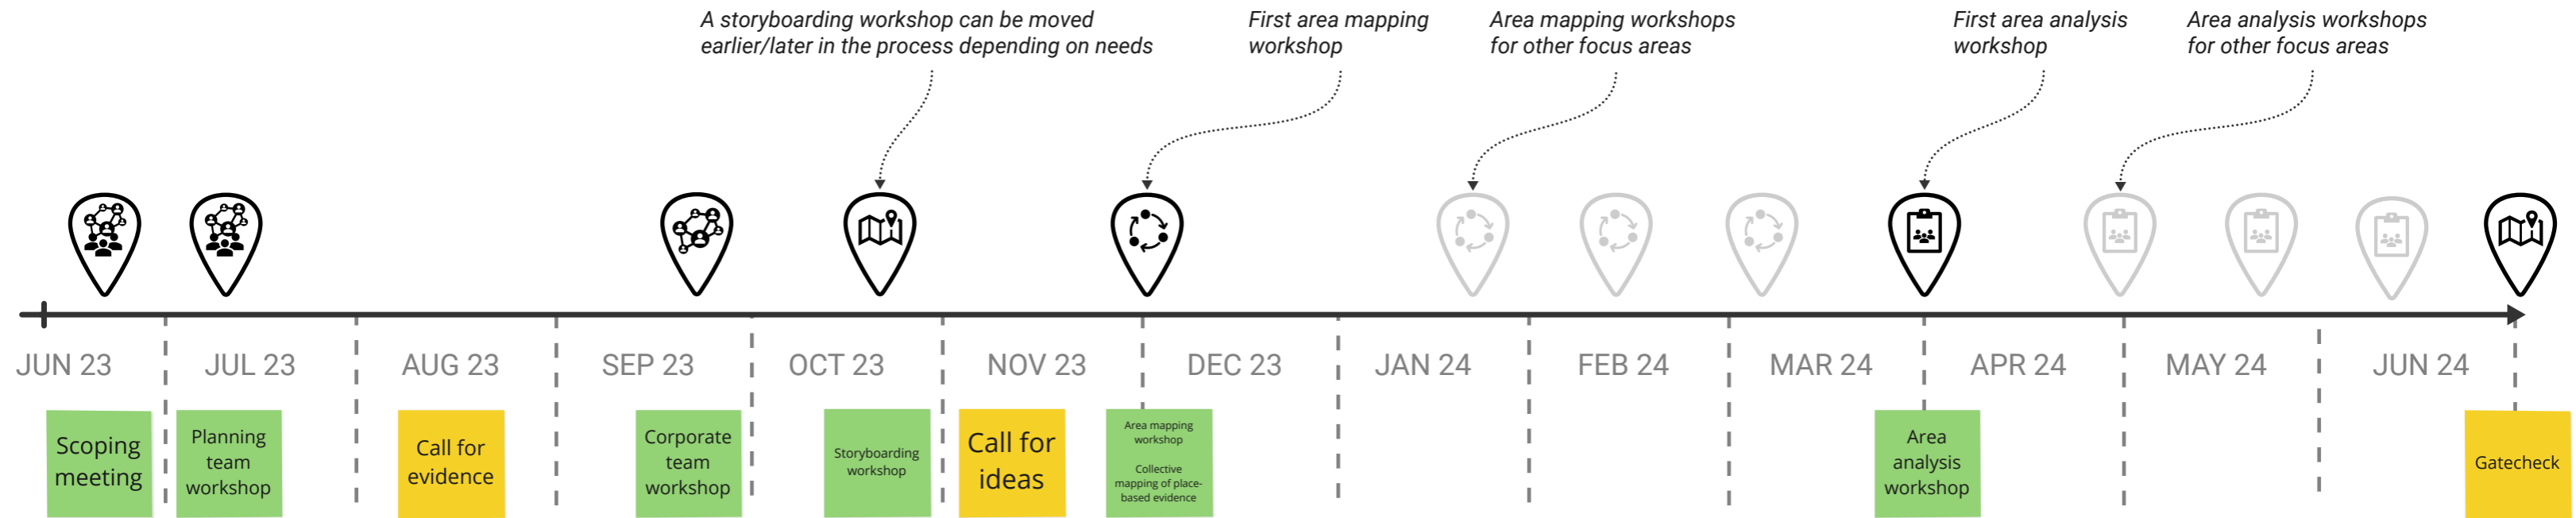 A storyboarding workshop can be moved
earlier/later in the process depending on needs
First area mapping
workshop
Area mapping workshops
for other focus areas
First area analysis
workshop
Area analysis workshops
for other focus areas
JUN 23
JUL 23
AUG 23
SEP 23
OCT 23
NOV 23
DEC 23
JAN 24
FEB 24
MAR 24
APR 24
MAY 24
JUN 24
Scoping
meeting
Planning
team
workshop
Call for
evidence
Corporate
team
workshop
Storyboarding
workshop
Call for
ideas
Area mapping
workshop
Collective
mapping of place-
based evidence
Area
analysis
workshop
Gatecheck